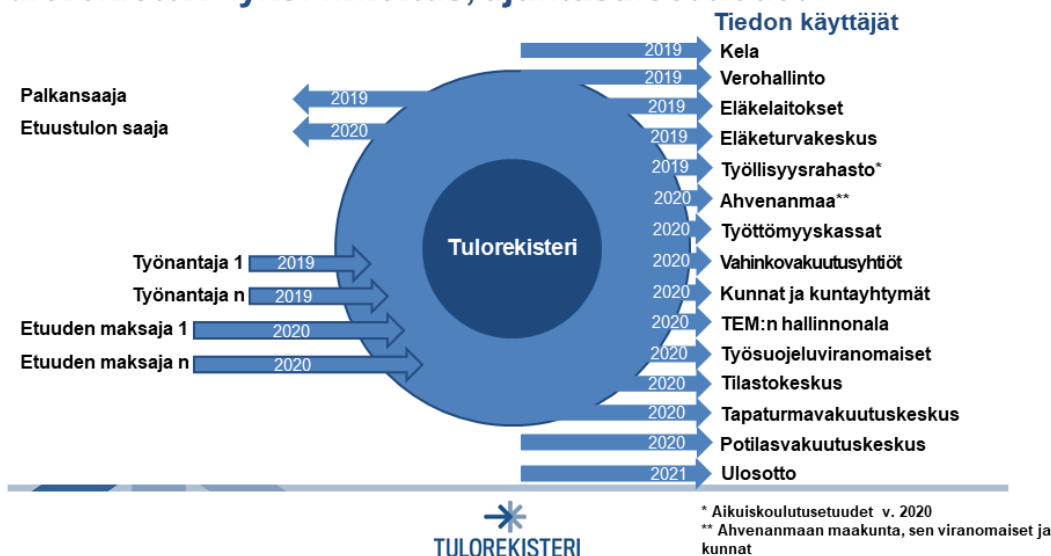 Tiedon käyttäjät
2019 Kela
2019 Verohallinto
2019 Eläkelaitokset
2019 Eläketurvakeskus
2019 Työllisyysrahasto*
2020 Ahvenanmaa**
2020 Työttömyyskassat
2020 Vahinkovakuutusyhtiöt
2020 Kunnat ja kuntayhtymät
2020 TEM:n hallinnonala
2020 Työsuojeluviranomaiset
2020 Tilastokeskus
2020 Tapaturmavakuutuskeskus
2020 Potilasvakuutuskeskus
2021 Ulosotto
Palkansaaja 2019
Etuustulon saaja 2020
Tulorekisteri
Työnantaja 1 2019
Työnantaja n 2019
Etuuden maksaja 1 2020
Etuuden maksaja n 2020
TULOREKISTERI
* Aikuiskoulutusetuudet v. 2020
** Ahvenanmaan maakunta, sen viranomaiset ja
kunnat